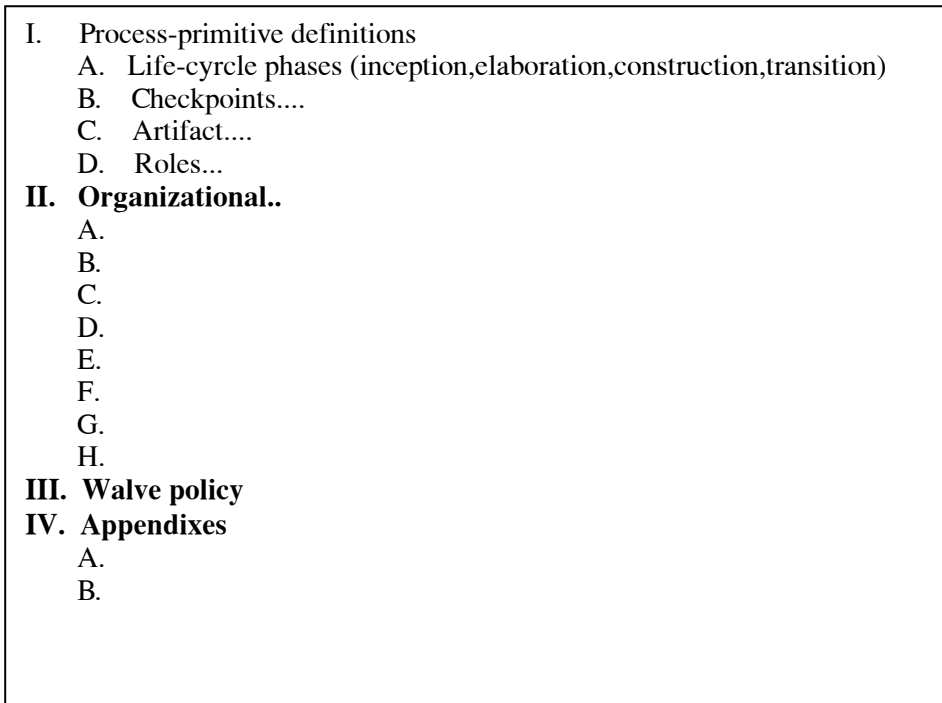 I. Process-primitive definitions
A. Life-cyrcle phases (inception,elaboration,construction,transition)
B. Checkpoints....
C. Artifact....
D. Roles...
II. Organizational..
A.
B.
C.
D.
E.
F.
G.
H.
III. Walve policy
IV. Appendixes
A.
B.